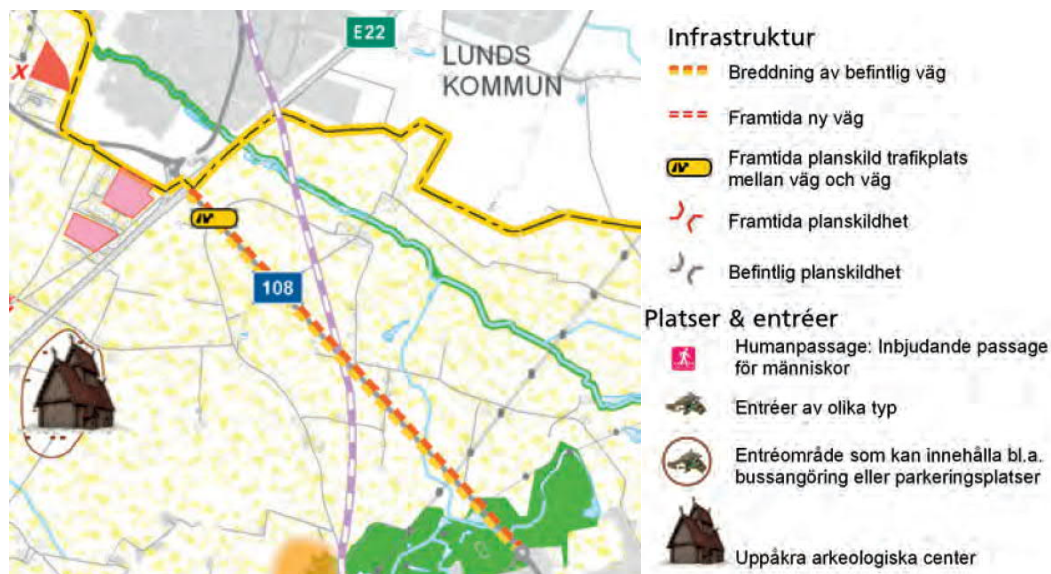 E22
LUNDS
KOMMUN
108
Infrastruktur
Breddning av befintlig väg
Framtida ny väg
Framtida planskild trafikplats
mellan väg och väg
Framtida planskildhet
Befintlig planskildhet
Platser & entréer
Humanpassage: Inbjudande passage
för människor
Entréer av olika typ
Entréområde som kan innehålla bl.a.
bussangöring eller parkeringsplatser
Uppåkra arkeologiska center